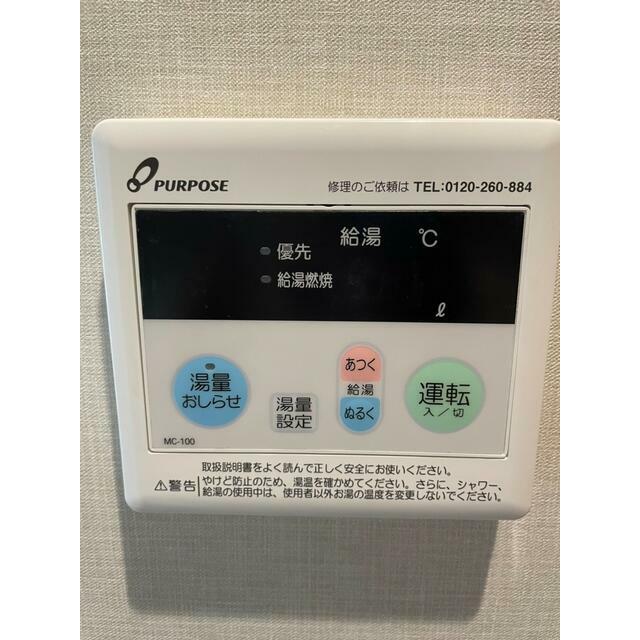 PURPOSE
修理のご依頼は TEL:0120-260-884
給湯 ℃
優先
給湯燃焼
ℓ
湯量
おしらせ
湯量
設定
あつく
給湯
ぬるく
運転
入／切
MC-100
取扱説明書をよく読んで正しく安全にお使いください。
⚠警告 やけど防止のため、湯温を確かめてください。さらに、シャワー、
給湯の使用中は、使用者以外お湯の温度を変更しないでください。